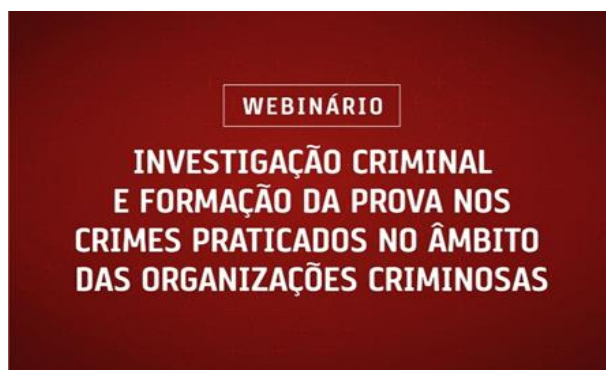 WEBINÁRIO
INVESTIGAÇÃO CRIMINAL
E FORMAÇÃO DA PROVA NOS
CRIMES PRATICADOS NO ÂMBITO
DAS ORGANIZAÇÕES CRIMINOSAS